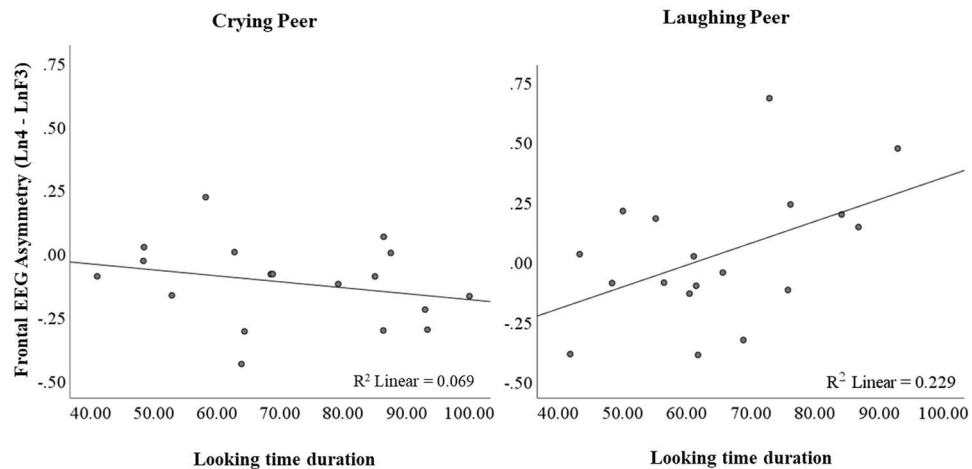 Crying Peer
Frontal EEG Asymmetry (Ln4 - LnF3)
.75
.50
.25
.00
-.25
-.50
R² Linear = 0.069
40.00 50.00 60.00 70.00 80.00 90.00 100.00
Looking time duration
Laughing Peer
.75
.50
.25
.00
-.25
-.50
R² Linear = 0.229
40.00 50.00 60.00 70.00 80.00 90.00 100.00
Looking time duration